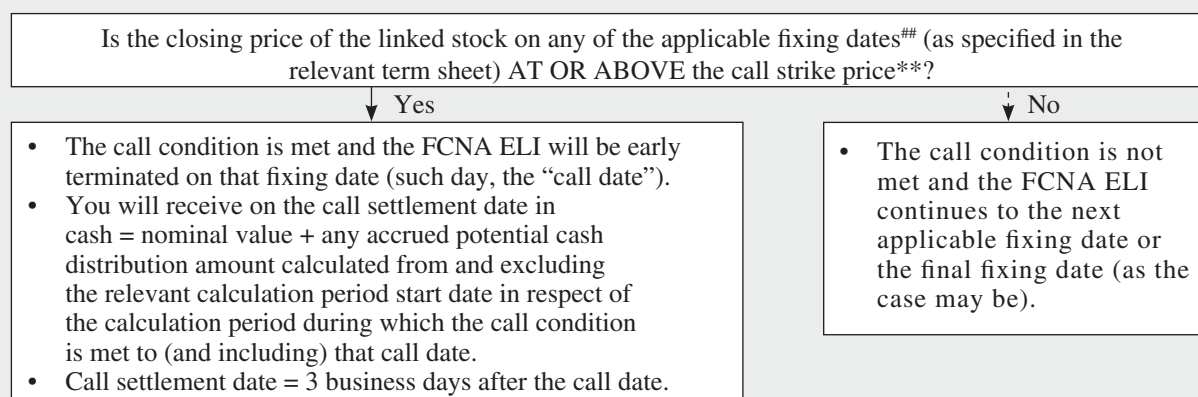 Is the closing price of the linked stock on any of the applicable fixing dates## (as specified in the
relevant term sheet) AT OR ABOVE the call strike price**?
Yes
No
• The call condition is met and the FCNA ELI will be early
terminated on that fixing date (such day, the “call date”).
• You will receive on the call settlement date in
cash = nominal value + any accrued potential cash
distribution amount calculated from and excluding
the relevant calculation period start date in respect of
the calculation period during which the call condition
is met to (and including) that call date.
• Call settlement date = 3 business days after the call date.
• The call condition is not
met and the FCNA ELI
continues to the next
applicable fixing date or
the final fixing date (as the
case may be).